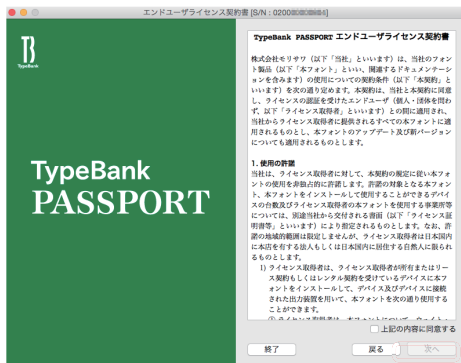 エンドユーザライセンス契約書 [S/N : 0200
TypeBank
TypeBank
PASSPORT
TypeBank PASSPORT エンドユーザライセンス契約書
株式会社モリサワ（以下「当社」といいます）は、当社のフォン
ト製品（以下「本フォント」といい、関連するドキュメンテーショ
ンを含みます）の使用についての契約条件（以下「本契約」と
いいます）を次の通り定めます。本契約は、当社と本契約に同意
し、ライセンスの認証を受けたエンドユーザ（個人・団体を問わ
ず、以下「ライセンス取得者」といいます）との間に適用され、
当社からライセンス取得者に提供されるすべての本フォントに適
用されるものとし、本フォントのアップデート及び新バージョン
についても適用されるものとします。
1. 使用の許諾
当社は、ライセンス取得者に対して、本契約の規定に従い本フォ
ントの使用を非独占的に許諾します。許諾の対象となる本フォン
ト、本フォントをインストールして使用することができるデバイ
スの台数及びライセンス取得者の本フォントを使用する事業所等
については、別途当社から交付される書面（以下「ライセンス証
明書等」といいます）により指定されるものとします。なお、許
諾の地域的範囲は限定しませんが、ライセンス取得者は日本国内
に本店を有する法人もしくは日本国内に居住する自然人に限られ
るものとします。
1) ライセンス取得者は、ライセンス取得者が所有またはリー
ス契約もしくはレンタル契約を受けているデバイスに本フ
ォントをインストールして、デバイス及びデバイスに接続
された出力装置を用いて、本フォントを次の通り使用する
ことができます。
上記の内容に同意する
終了
戻る
次へ